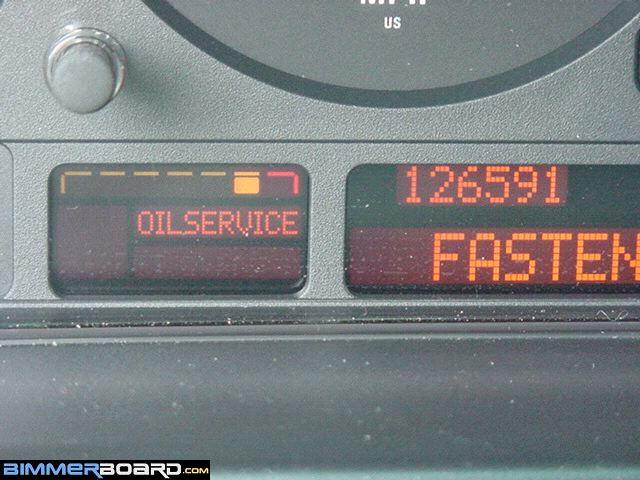 US
126591
OILSERVICE
FASTEN
BIMMERBOARD.COM